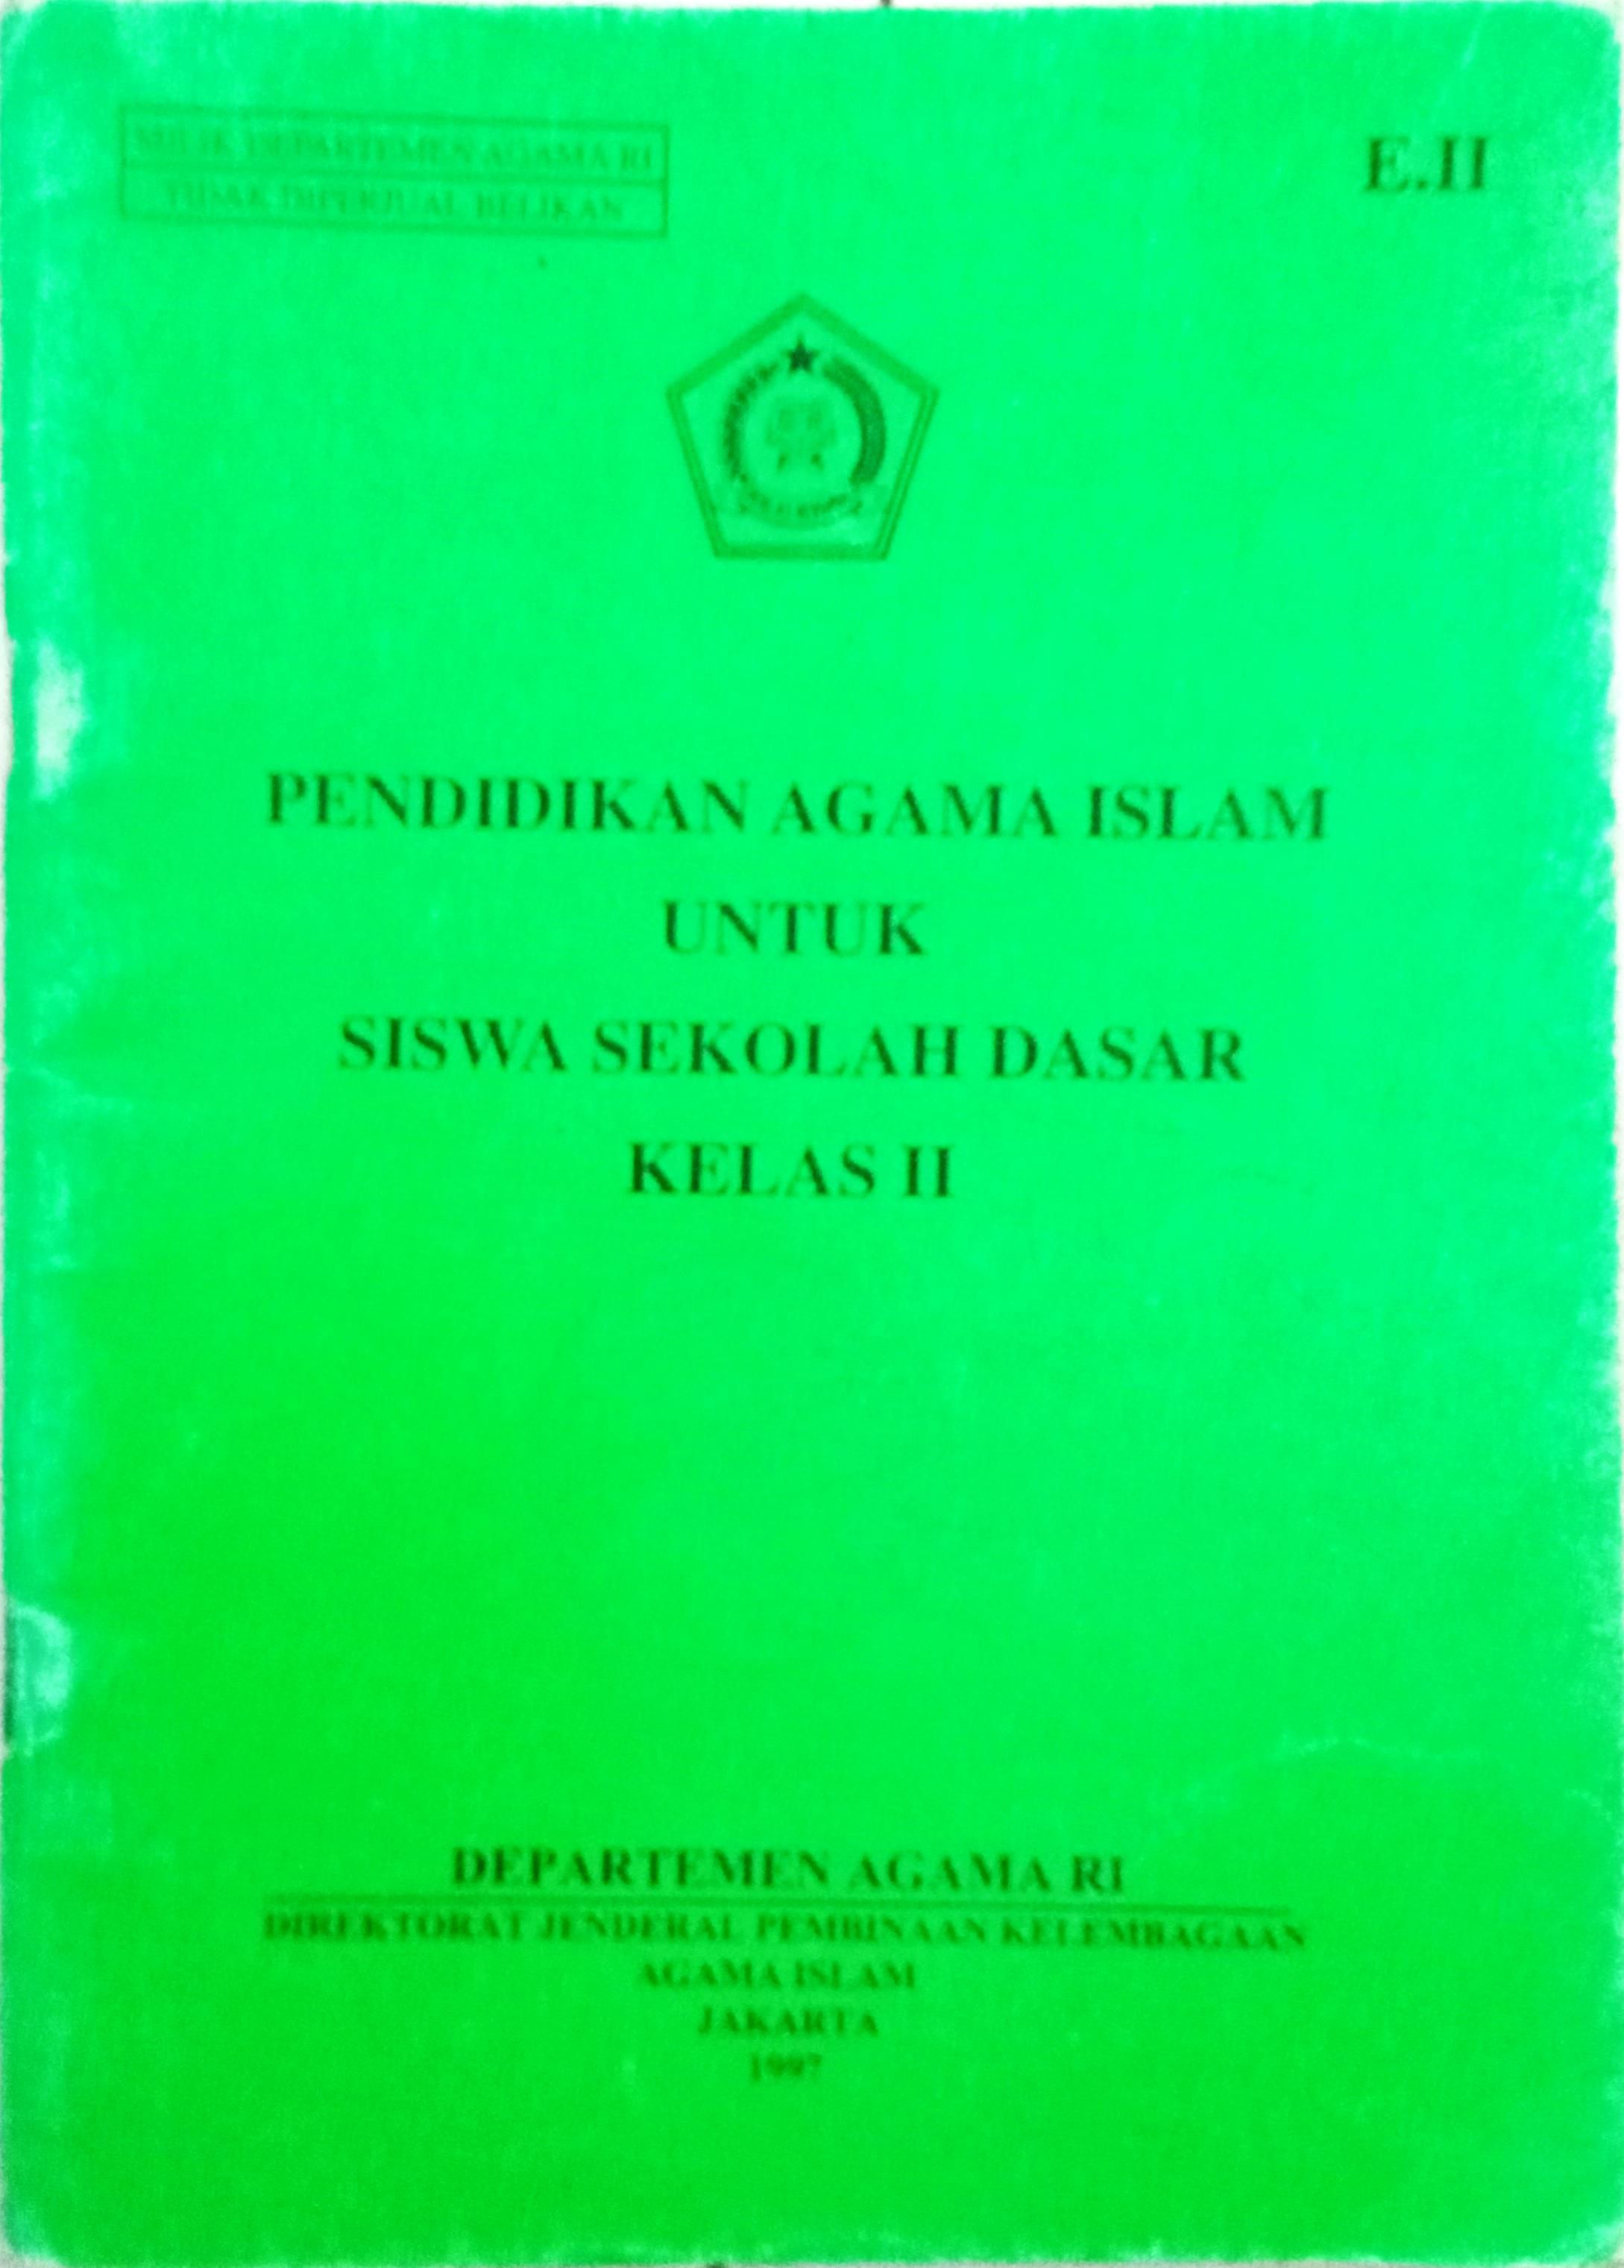 MILIK DEPARTEMEN AGAMA RI
TIDAK DIPERJUAL BELIKAN
E.II
PENDIDIKAN AGAMA ISLAM
UNTUK
SISWA SEKOLAH DASAR
KELAS II
DEPARTEMEN AGAMA RI
DIREKTORAT JENDERAL PEMBINAAN KELEMBAGAAN
AGAMA ISLAM
JAKARTA
1997